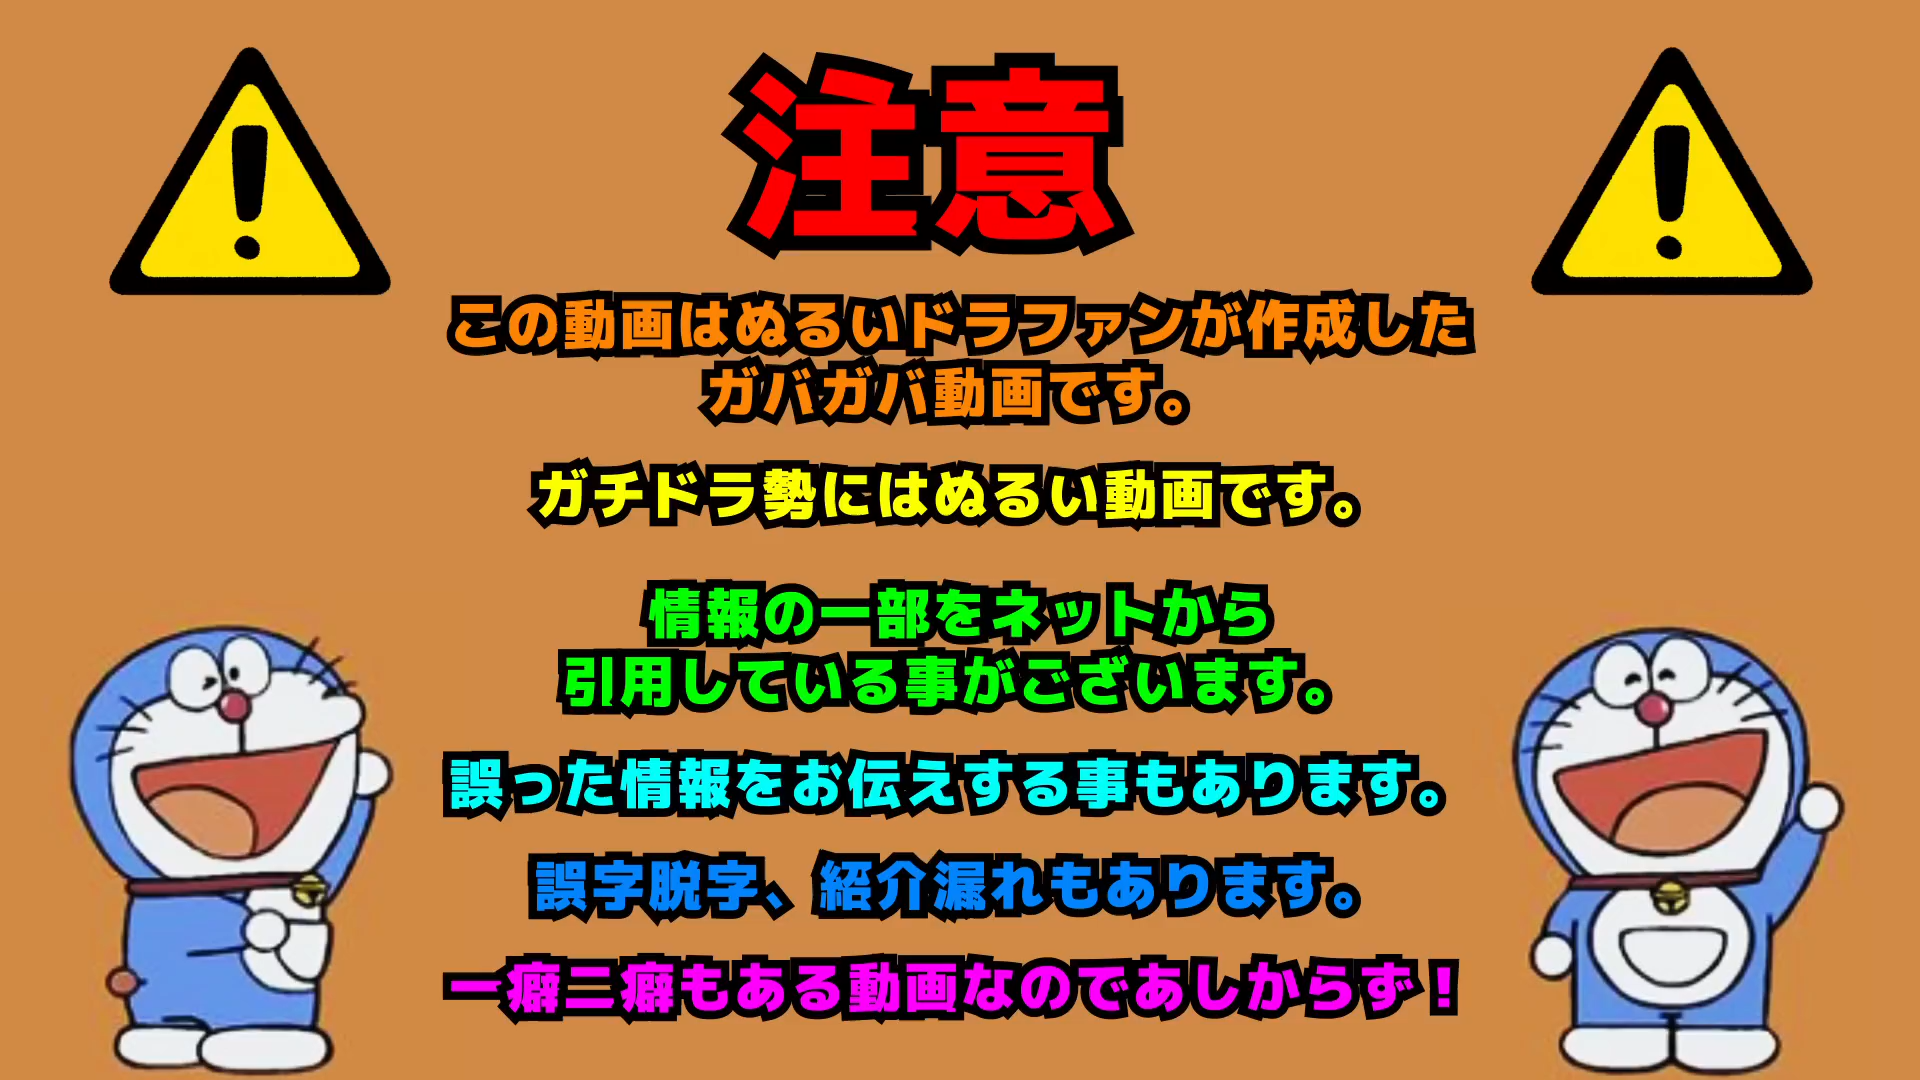 注意
この動画はぬるいドラファンが作成した
ガバガバ動画です。
ガチドラ勢にはぬるい動画です。
情報の一部をネットから
引用している事がございます。
誤った情報をお伝えする事もあります。
誤字脱字、紹介漏れもあります。
一癖二癖もある動画なのであしからず！